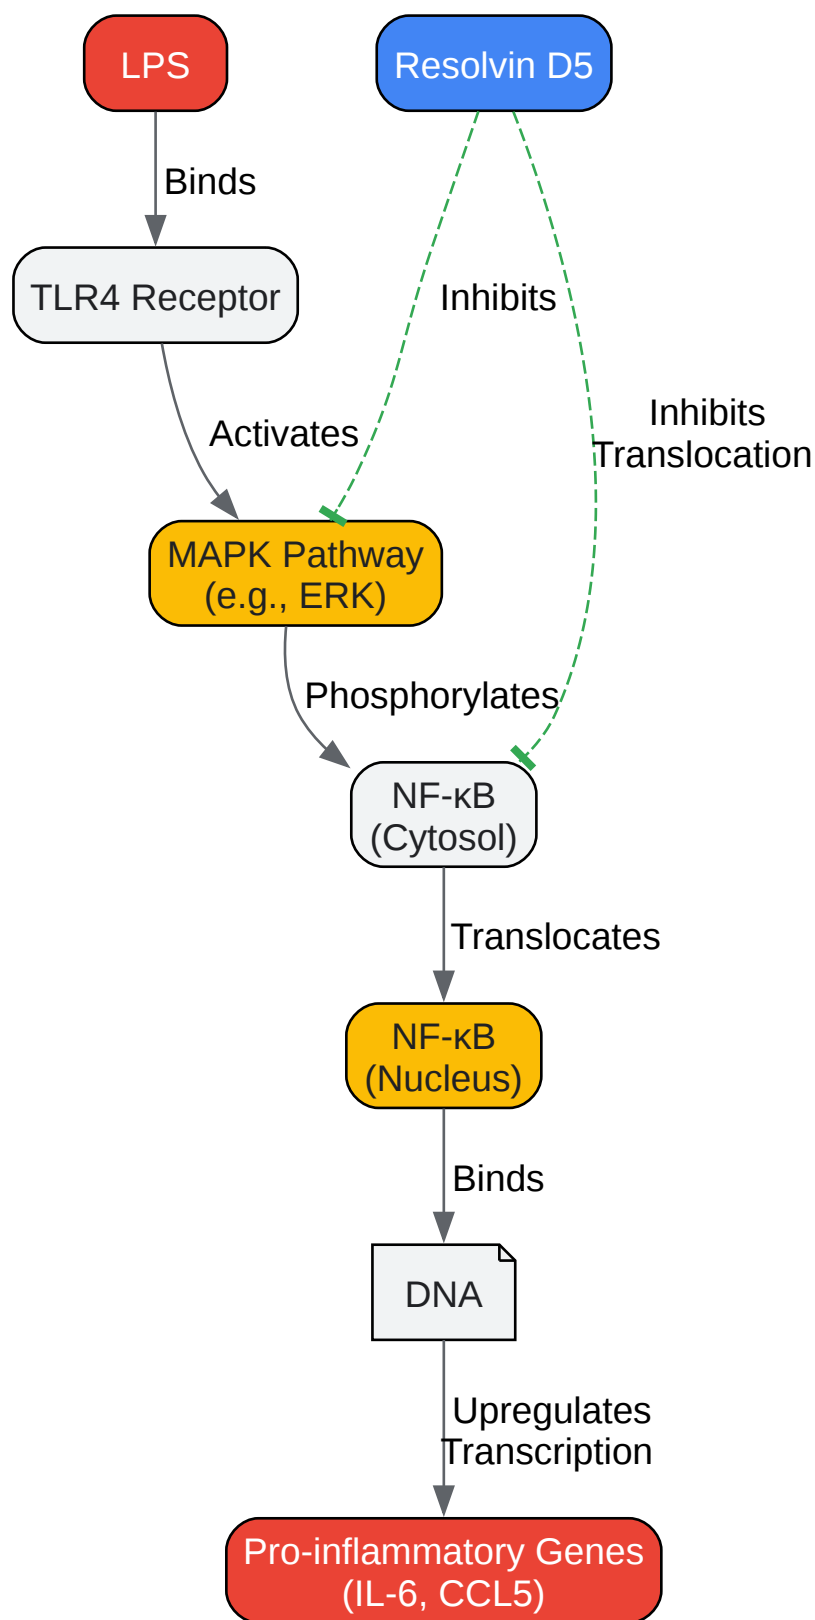 LPS
Resolvin D5
Binds
TLR4 Receptor
Inhibits
Inhibits
Translocation
Activates
MAPK Pathway
(e.g., ERK)
Phosphorylates
NF-κB
(Cytosol)
Translocates
NF-κB
(Nucleus)
Binds
DNA
Upregulates
Transcription
Pro-inflammatory Genes
(IL-6, CCL5)